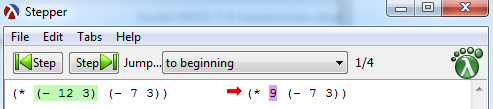 Stepper
File Edit Tabs Help
Step Step Jump... to beginning 1/4
(* (- 12 3) (- 7 3)) (* 9 (- 7 3))